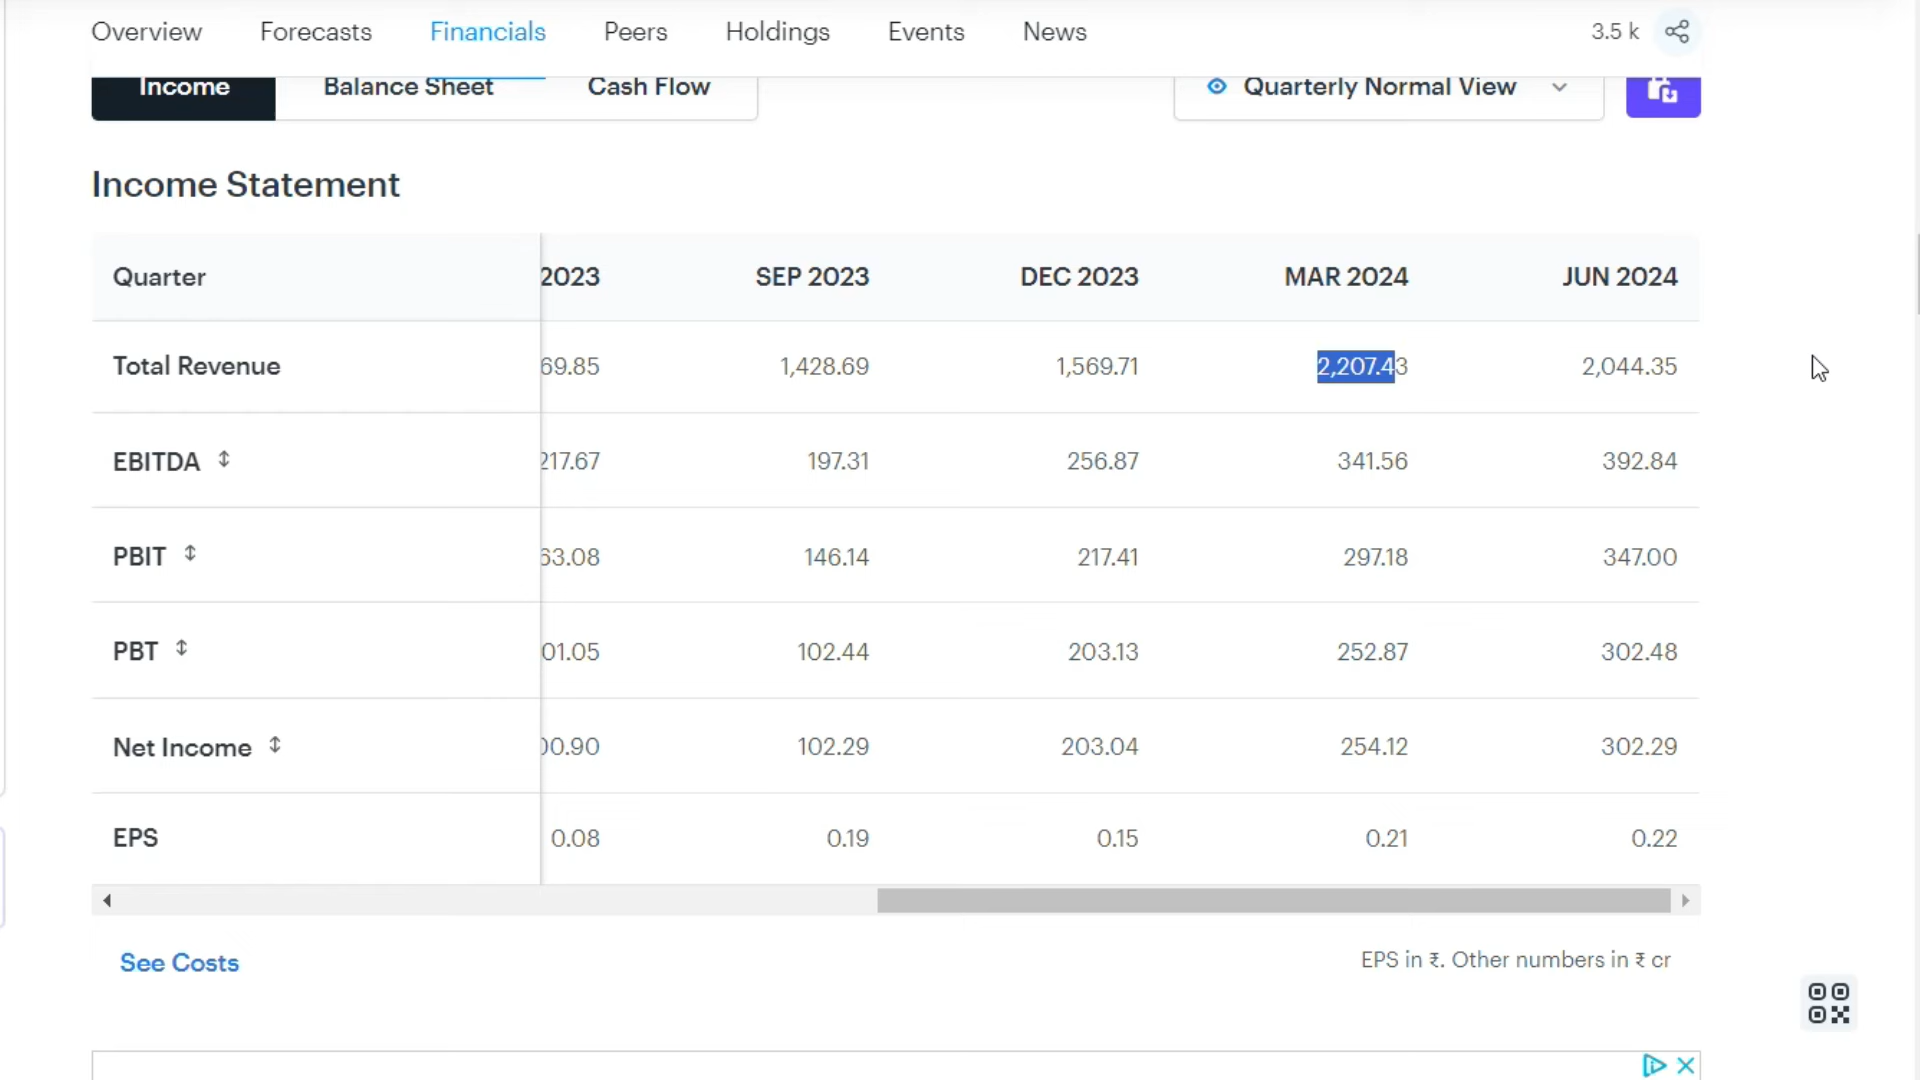 Overview Forecasts Financials Peers Holdings Events News 3.5 k
Income Balance Sheet Cash Flow Quarterly Normal View
Income Statement
Quarter 2023 SEP 2023 DEC 2023 MAR 2024 JUN 2024
Total Revenue 69.85 1,428.69 1,569.71 2,207.43 2,044.35
EBITDA 217.67 197.31 256.87 341.56 392.84
PBIT 63.08 146.14 217.41 297.18 347.00
PBT 01.05 102.44 203.13 252.87 302.48
Net Income 00.90 102.29 203.04 254.12 302.29
EPS 0.08 0.19 0.15 0.21 0.22
See Costs EPS in ₹. Other numbers in ₹ cr